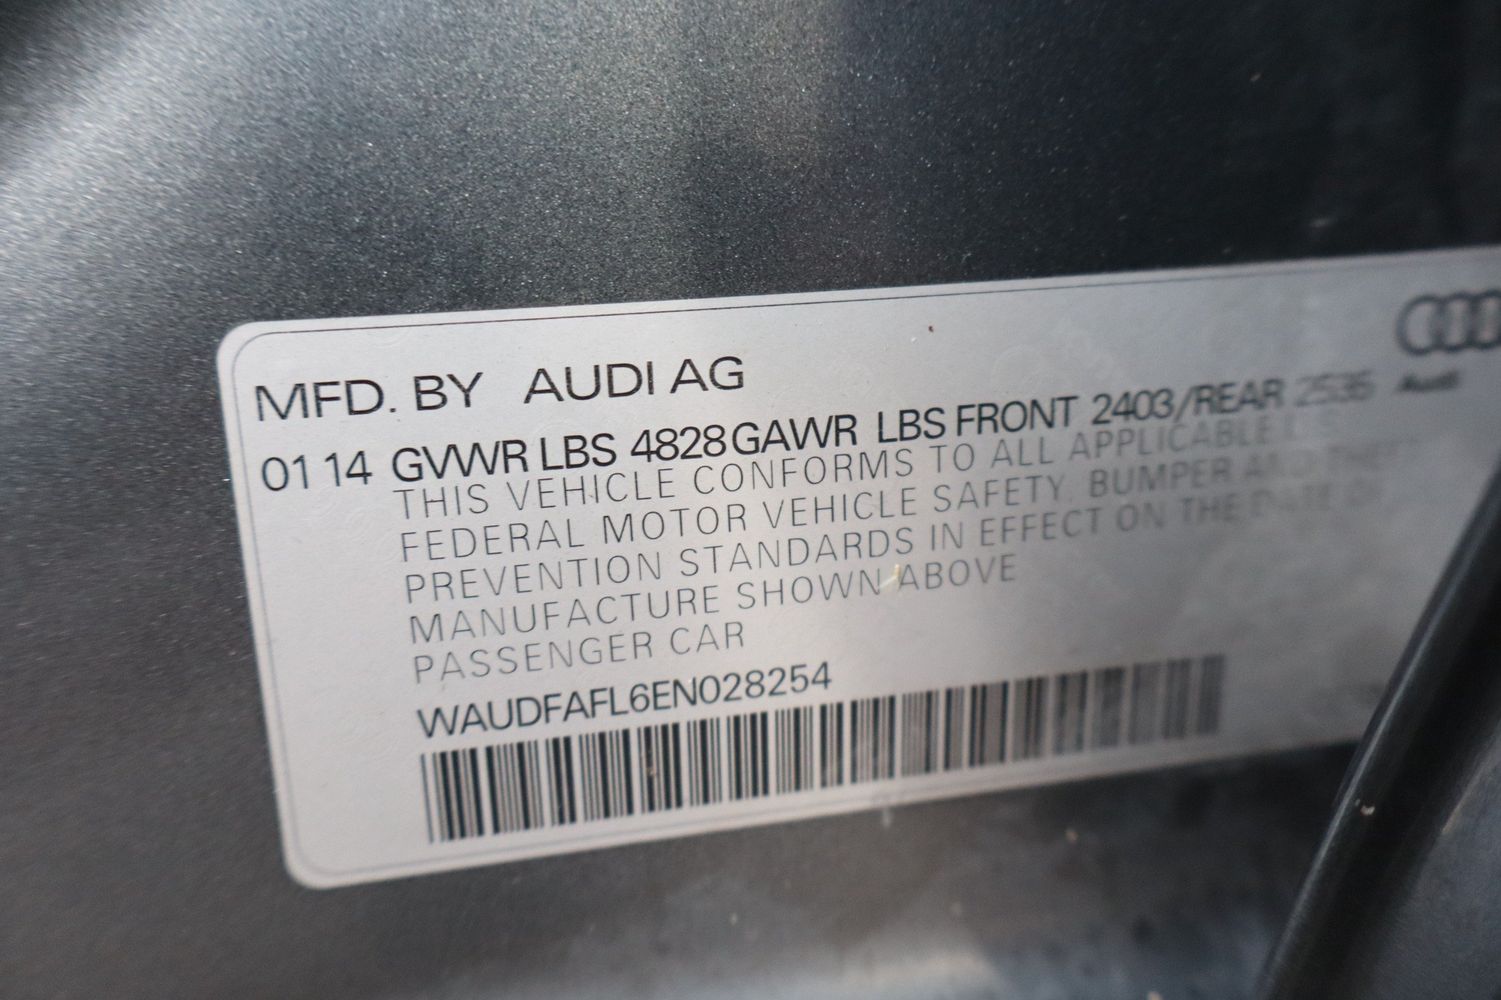 MFD. BY AUDI AG
Audi
01 14 GVWR LBS 4828 GAWR LBS FRONT 2403/REAR 2535
THIS VEHICLE CONFORMS TO ALL APPLICABLE U.S.
FEDERAL MOTOR VEHICLE SAFETY, BUMPER AND THEFT
PREVENTION STANDARDS IN EFFECT ON THE DATE OF
MANUFACTURE SHOWN ABOVE
PASSENGER CAR
WAUDFAFL6EN028254